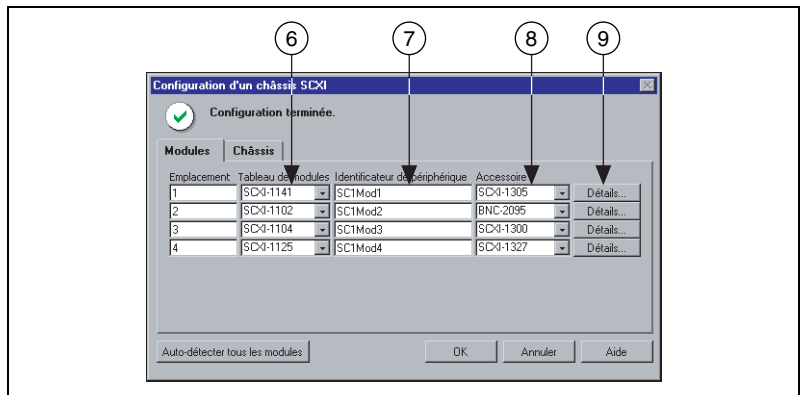 6 7 8 9
Configuration d'un châssis SCXI
Configuration terminée.
Modules Châssis
Emplacement Tableau de modules Identificateur de périphérique Accessoire
1 SCXI-1141 SC1Mod1 SCXI-1305 Détails...
2 SCXI-1102 SC1Mod2 BNC-2095 Détails...
3 SCXI-1104 SC1Mod3 SCXI-1300 Détails...
4 SCXI-1125 SC1Mod4 SCXI-1327 Détails...
Auto-détecter tous les modules OK Annuler Aide